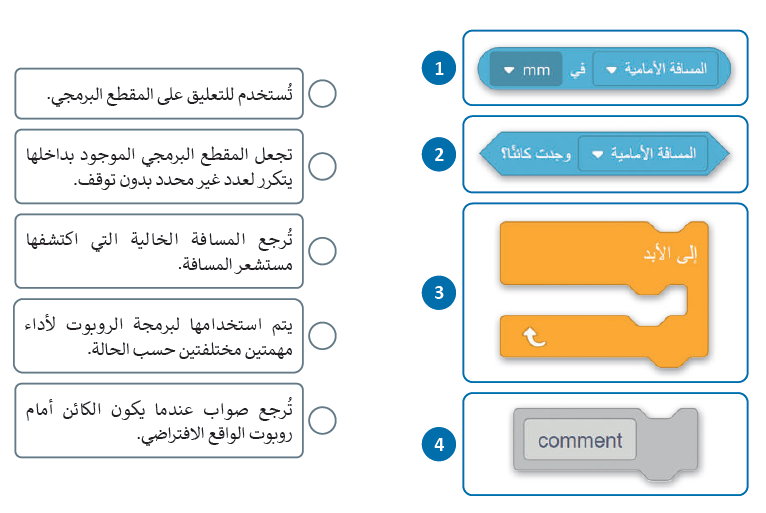 1
المسافة الأمامية في mm
2
المسافة الأمامية وجدت كائنًا؟
3
إلى الأبد
4
comment
تُستخدم للتعليق على المقطع البرمجي.
تجعل المقطع البرمجي الموجود بداخلها
يتكرر لعدد غير محدد بدون توقف.
تُرجع المسافة الخالية التي اكتشفها
مستشعر المسافة.
يتم استخدامها لبرمجة الروبوت لأداء
مهمتين مختلفتين حسب الحالة.
تُرجع صواب عندما يكون الكائن أمام
روبوت الواقع الافتراضي.